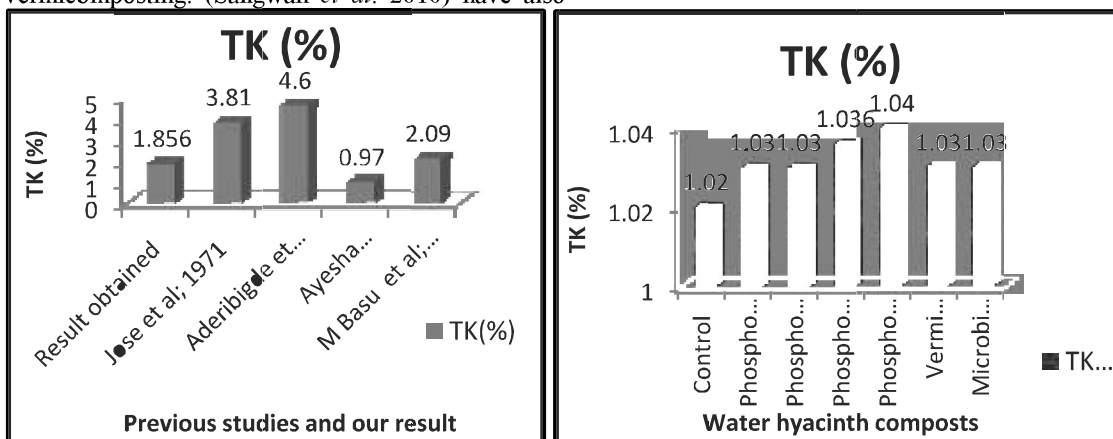 vermicomposting. (Sangwan et al. 2010) have also
TK (%)
TK (%)
5
4
3
2
1
0
1.856
3.81
4.6
0.97
2.09
Result obtained
Jose et al; 1971
Aderibigde et...
Ayesha...
M Basu et al;...
TK(%)
Previous studies and our result
TK (%)
TK (%)
1.04
1.02
1
1.02
1.031
1.03
1.036
1.04
1.031
1.03
Control
Phospho...
Phospho...
Phospho...
Phospho...
Vermi...
Microbi...
TK...
Water hyacinth composts